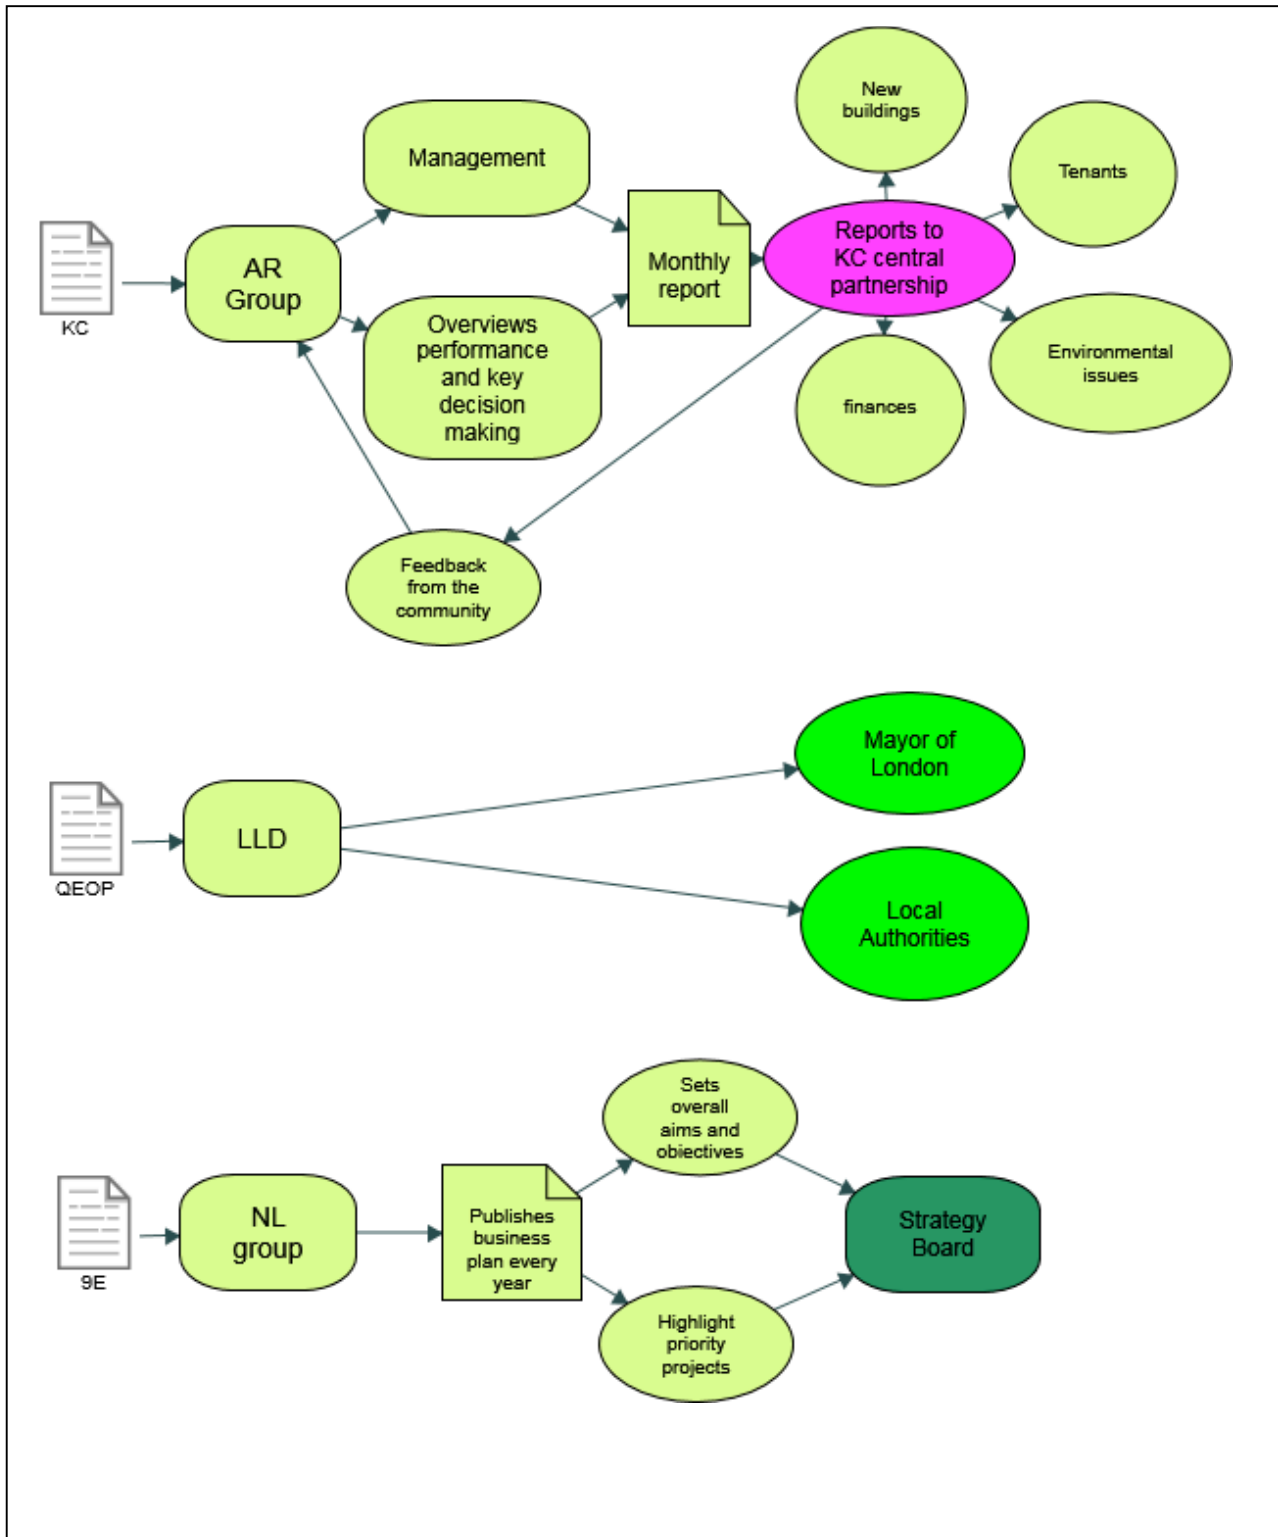 New
buildings
Management
Tenants
AR
Group
Monthly
report
Reports to
KC central
partnership
KC
Overviews
performance
and key
decision
making
Environmental
issues
finances
Feedback
from the
community
Mayor of
London
LLD
QEOP
Local
Authorities
Sets
overall
aims and
objectives
NL
group
Publishes
business
plan every
year
Strategy
Board
9E
Highlight
priority
projects